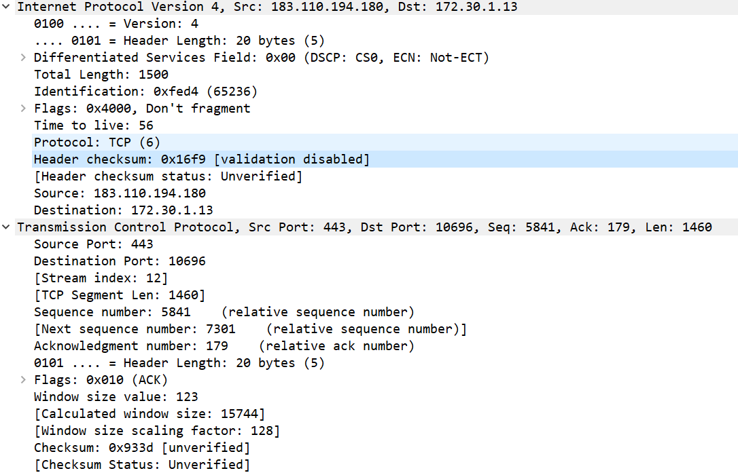 Internet Protocol Version 4, Src: 183.110.194.180, Dst: 172.30.1.13
0100 .... = Version: 4
.... 0101 = Header Length: 20 bytes (5)
Differentiated Services Field: 0x00 (DSCP: CS0, ECN: Not-ECT)
Total Length: 1500
Identification: 0xfed4 (65236)
Flags: 0x4000, Don't fragment
Time to live: 56
Protocol: TCP (6)
Header checksum: 0x16f9 [validation disabled]
[Header checksum status: Unverified]
Source: 183.110.194.180
Destination: 172.30.1.13
Transmission Control Protocol, Src Port: 443, Dst Port: 10696, Seq: 5841, Ack: 179, Len: 1460
Source Port: 443
Destination Port: 10696
[Stream index: 12]
[TCP Segment Len: 1460]
Sequence number: 5841    (relative sequence number)
[Next sequence number: 7301    (relative sequence number)]
Acknowledgment number: 179    (relative ack number)
0101 .... = Header Length: 20 bytes (5)
Flags: 0x010 (ACK)
Window size value: 123
[Calculated window size: 15744]
[Window size scaling factor: 128]
Checksum: 0x933d [unverified]
[Checksum Status: Unverified]